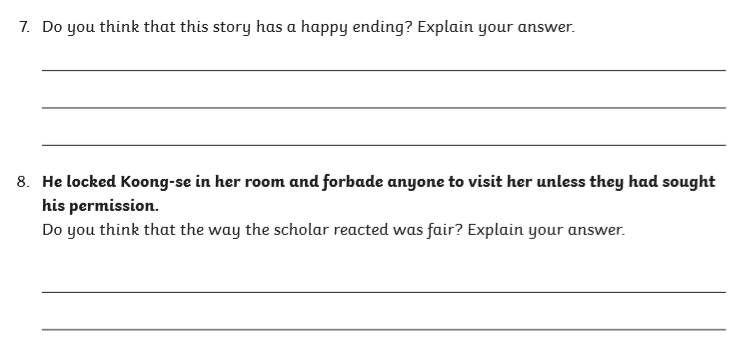 7. Do you think that this story has a happy ending? Explain your answer.
8. He locked Koong-se in her room and forbade anyone to visit her unless they had sought
his permission.
Do you think that the way the scholar reacted was fair? Explain your answer.